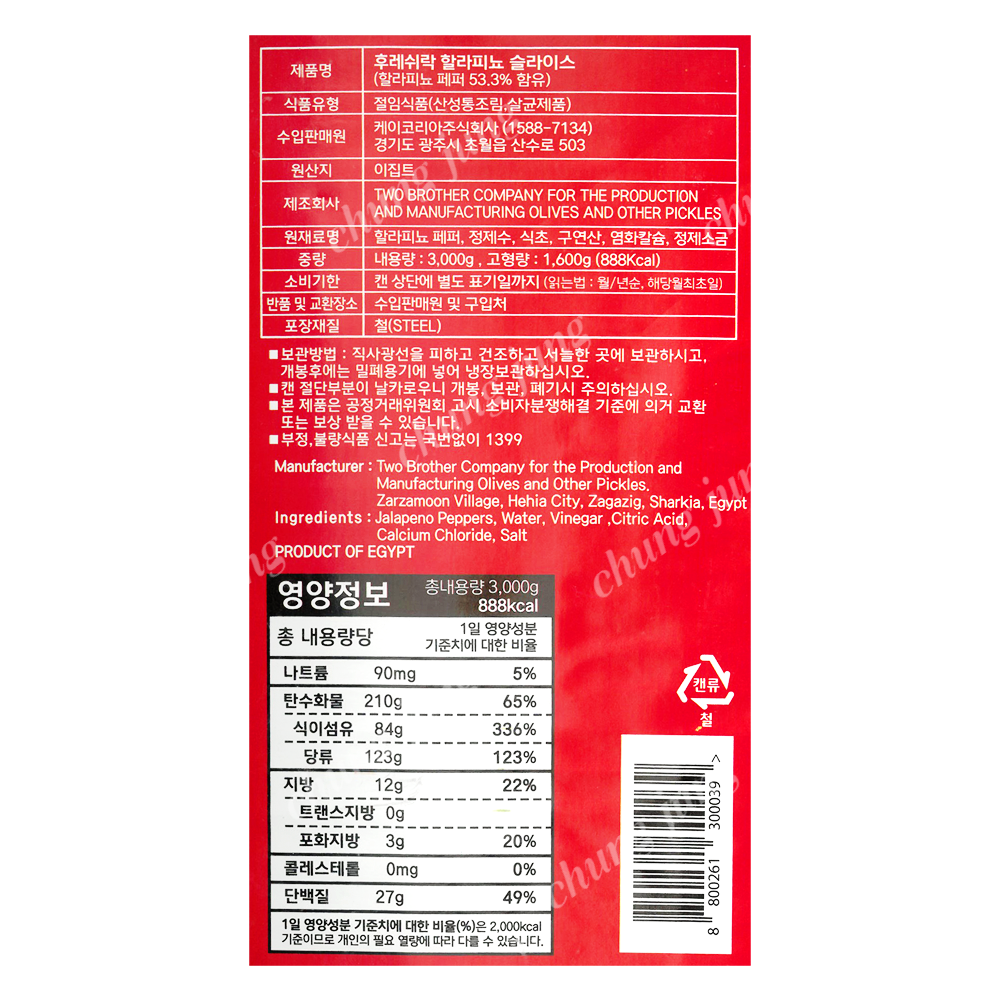 제품명 후레쉬락 할라피뇨 슬라이스
(할라피뇨 페퍼 53.3% 함유)
식품유형 절임식품(산성통조림.살균제품)
수입판매원 케이코리아주식회사 (1588-7134)
경기도 광주시 초월읍 산수로 503
원산지 이집트
제조회사 TWO BROTHER COMPANY FOR THE PRODUCTION
AND MANUFACTURING OLIVES AND OTHER PICKLES
원재료명 할라피뇨 페퍼, 정제수, 식초, 구연산, 염화칼슘, 정제소금
중량 내용량 : 3,000g , 고형량 : 1,600g (888Kcal)
소비기한 캔 상단에 별도 표기일까지 (읽는법 : 월/년순, 해당월최초일)
반품 및 교환장소 수입판매원 및 구입처
포장재질 철(STEEL)
■ 보관방법 : 직사광선을 피하고 건조하고 서늘한 곳에 보관하시고,
개봉후에는 밀폐용기에 넣어 냉장보관하십시오.
■ 캔 절단부분이 날카로우니 개봉, 보관, 폐기시 주의하십시오.
■ 본 제품은 공정거래위원회 고시 소비자분쟁해결 기준에 의거 교환
또는 보상 받을 수 있습니다.
■ 부정,불량식품 신고는 국번없이 1399
Manufacturer : Two Brother Company for the Production and
Manufacturing Olives and Other Pickles.
Zarzamoon Village, Hehia City, Zagazig, Sharkia, Egypt
Ingredients : Jalapeno Peppers, Water, Vinegar ,Citric Acid,
Calcium Chloride, Salt
PRODUCT OF EGYPT
영양정보 총내용량 3,000g
888kcal
총 내용량당 1일 영양성분
기준치에 대한 비율
나트륨 90mg 5%
탄수화물 210g 65%
식이섬유 84g 336%
당류 123g 123%
지방 12g 22%
트랜스지방 0g
포화지방 3g 20%
콜레스테롤 0mg 0%
단백질 27g 49%
1일 영양성분 기준치에 대한 비율(%)은 2,000kcal
기준이므로 개인의 필요 열량에 따라 다를 수 있습니다.
캔류
철
8 800261 300039 >
chung jung
chung jung
chung jung
chung jung